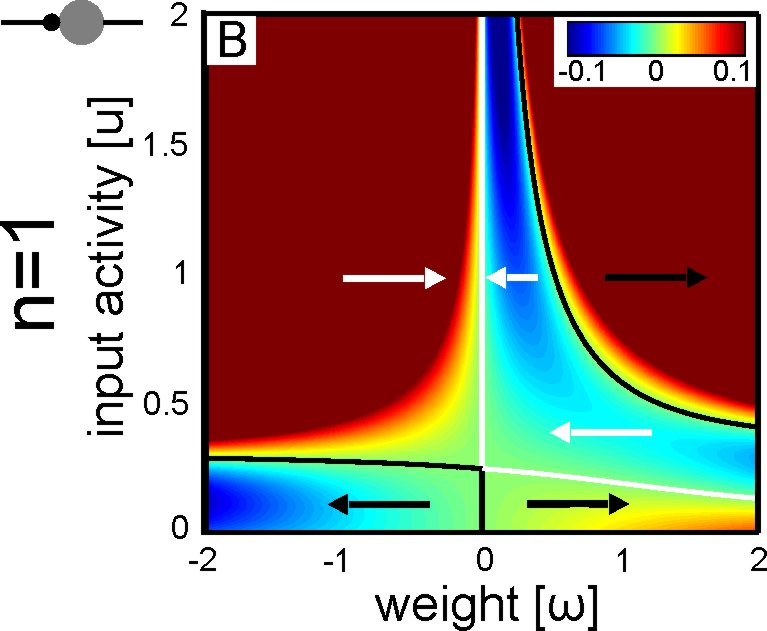 B
-0.1 0 0.1
n=1
input activity [u]
2
1.5
1
0.5
0
-2 -1 0 1 2
weight [ω]